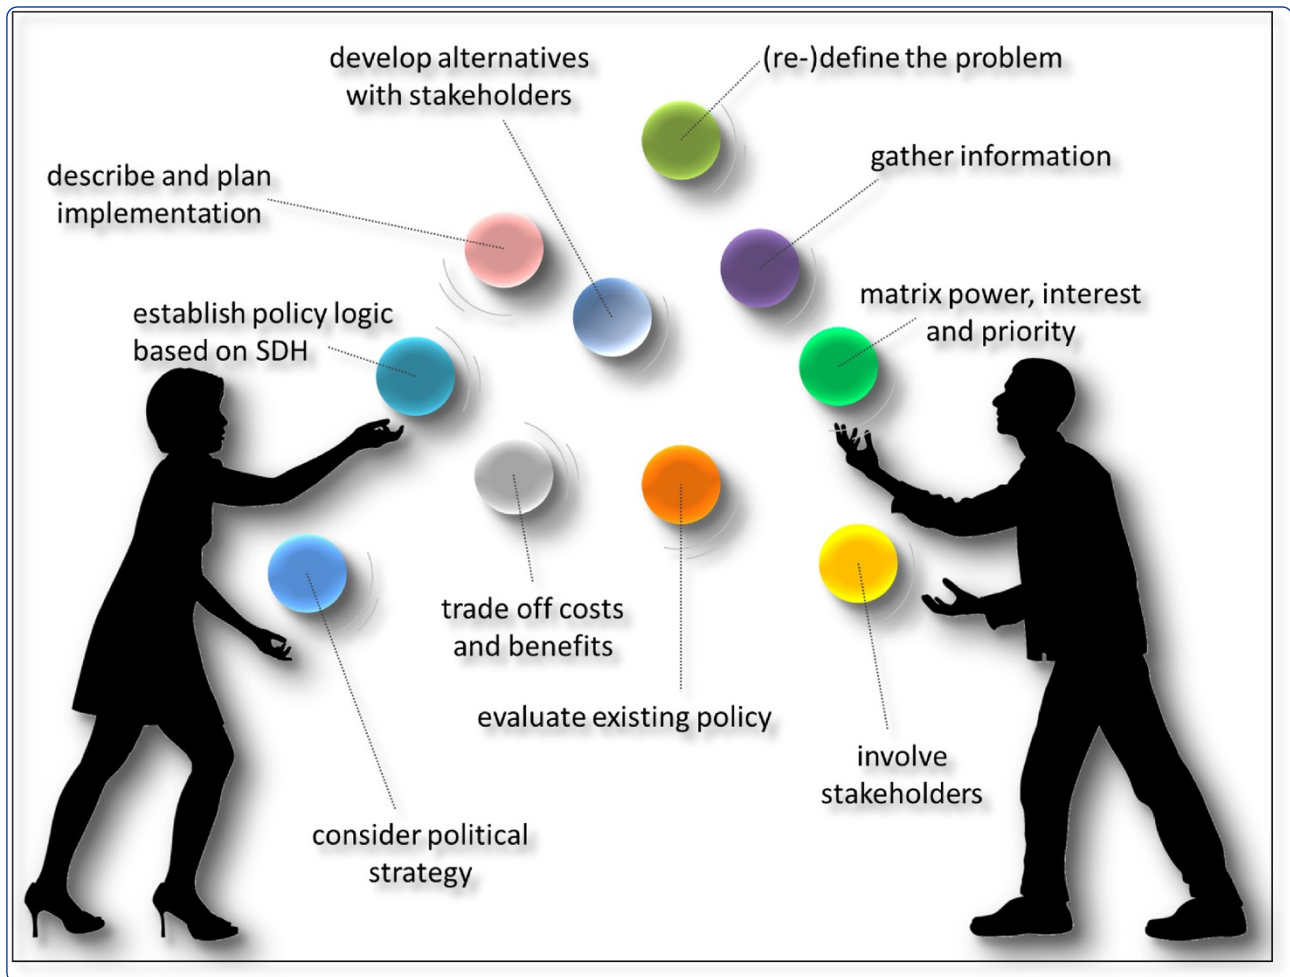 develop alternatives
with stakeholders
(re-)define the problem
gather information
describe and plan
implementation
matrix power, interest
and priority
establish policy logic
based on SDH
trade off costs
and benefits
evaluate existing policy
involve
stakeholders
consider political
strategy